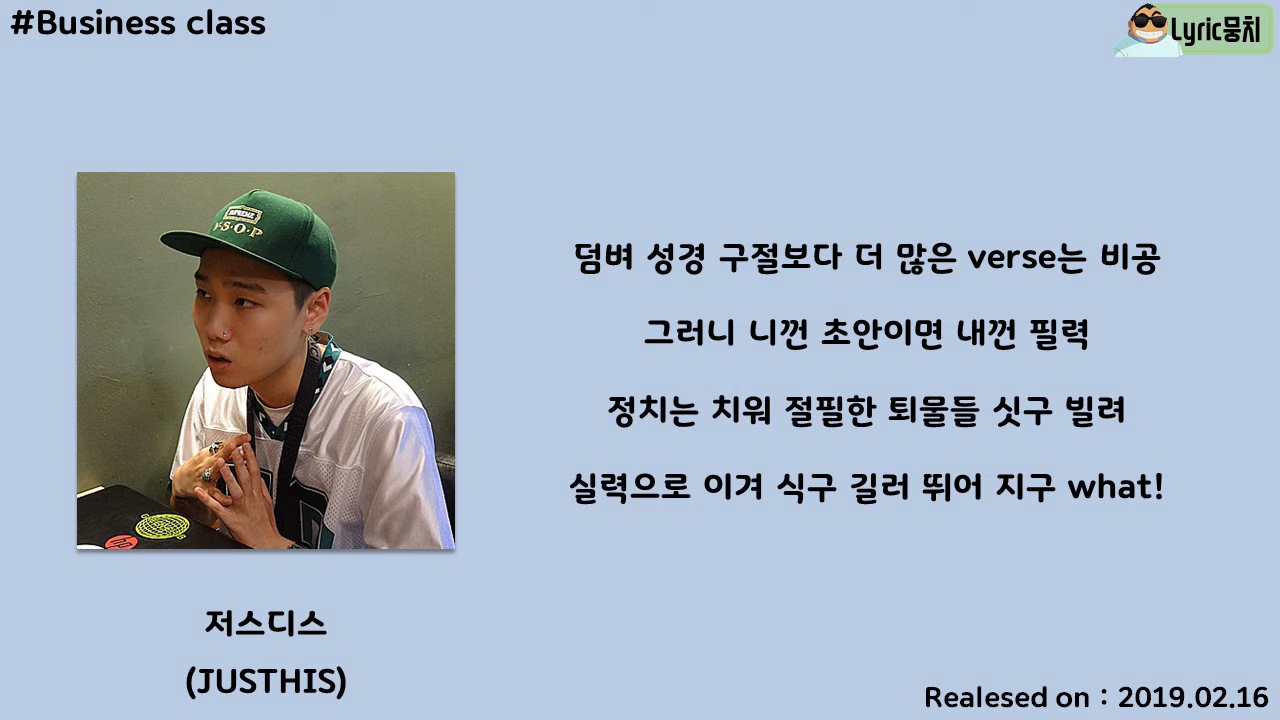 #Business class
Lyric뭉치
SUPREME
V·S·O·P
hp
덤벼 성경 구절보다 더 많은 verse는 비공
그러니 니껀 초안이면 내껀 필력
정치는 치워 절필한 퇴물들 싯구 빌려
실력으로 이겨 식구 길러 뛰어 지구 what!
저스디스
(JUSTHIS)
Realesed on : 2019.02.16